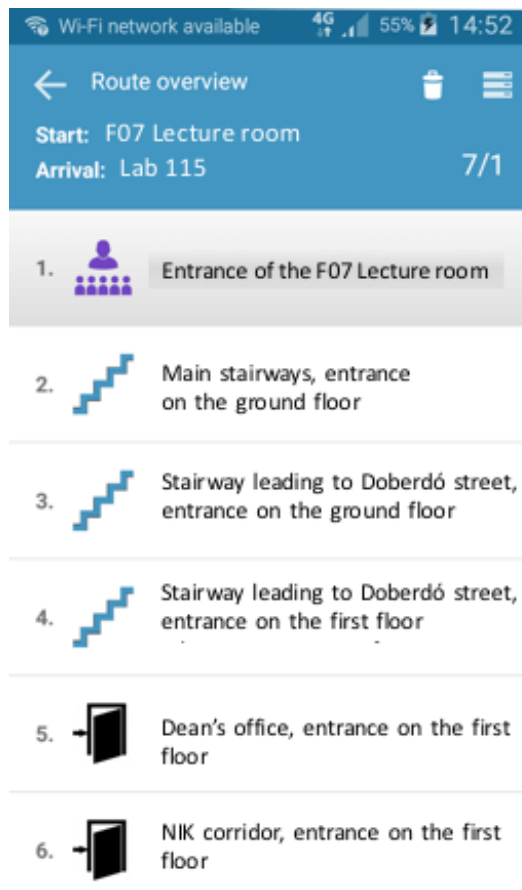 Wi-Fi network available 4G 55% 14:52
Route overview
Start: F07 Lecture room
Arrival: Lab 115 7/1
1. Entrance of the F07 Lecture room
2. Main stairways, entrance
on the ground floor
3. Stairway leading to Doberdó street,
entrance on the ground floor
4. Stairway leading to Doberdó street,
entrance on the first floor
5. Dean's office, entrance on the first
floor
6. NIK corridor, entrance on the first
floor